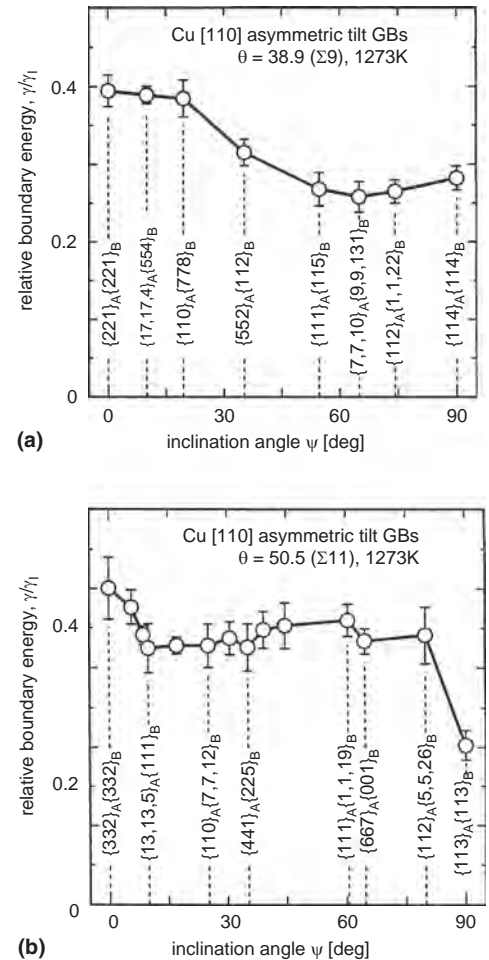 Cu [110] asymmetric tilt GBs
θ = 38.9 (Σ9), 1273K
relative boundary energy, γ/γI
0.4
0.2
0
{221}A{221}B
{17,17,4}A{554}B
{110}A{778}B
{552}A{112}B
{111}A{115}B
{7,7,10}A{9,9,131}B
{112}A{1,1,22}B
{114}A{114}B
0 30 60 90
(a) inclination angle ψ [deg]
Cu [110] asymmetric tilt GBs
θ = 50.5 (Σ11), 1273K
relative boundary energy, γ/γI
0.4
0.2
0
{332}A{332}B
{13,13,5}A{111}B
{110}A{7,7,12}B
{441}A{225}B
{111}A{1,1,19}B
{667}A{001}B
{112}A{5,5,26}B
{113}A{113}B
0 30 60 90
(b) inclination angle ψ [deg]